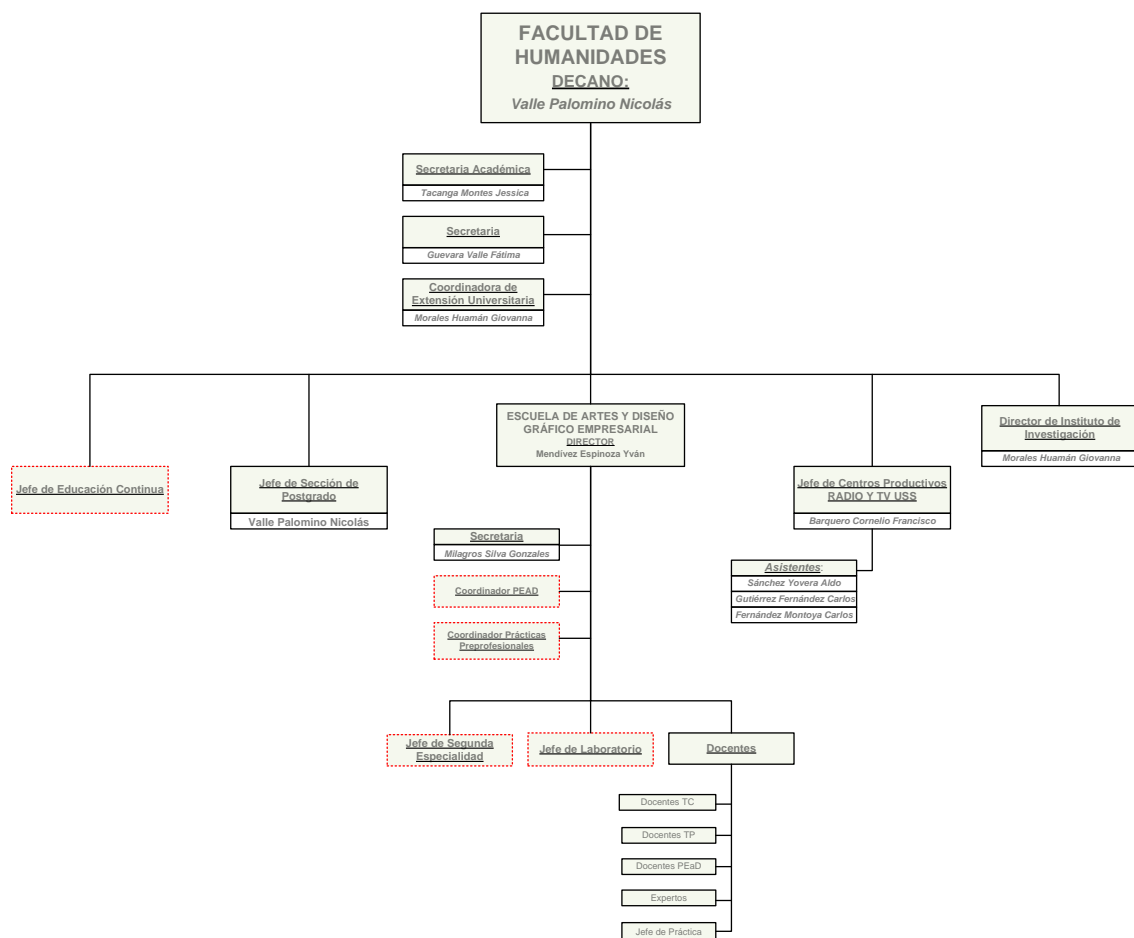 FACULTAD DE
HUMANIDADES
DECANO:
Valle Palomino Nicolás
Secretaria Académica
Tacanga Montes Jessica
Secretaria
Guevara Valle Fátima
Coordinadora de
Extensión Universitaria
Morales Huamán Giovanna
ESCUELA DE ARTES Y DISEÑO
GRÁFICO EMPRESARIAL
DIRECTOR
Mendívez Espinoza Yván
Director de Instituto de
Investigación
Morales Huamán Giovanna
Jefe de Educación Continua
Jefe de Sección de
Postgrado
Valle Palomino Nicolás
Jefe de Centros Productivos
RADIO Y TV USS
Barquero Cornelio Francisco
Secretaria
Milagros Silva Gonzales
Coordinador PEAD
Coordinador Prácticas
Preprofesionales
Asistentes:
Sánchez Yovera Aldo
Gutiérrez Fernández Carlos
Fernández Montoya Carlos
Jefe de Segunda
Especialidad
Jefe de Laboratorio
Docentes
Docentes TC
Docentes TP
Docentes PEaD
Expertos
Jefe de Práctica